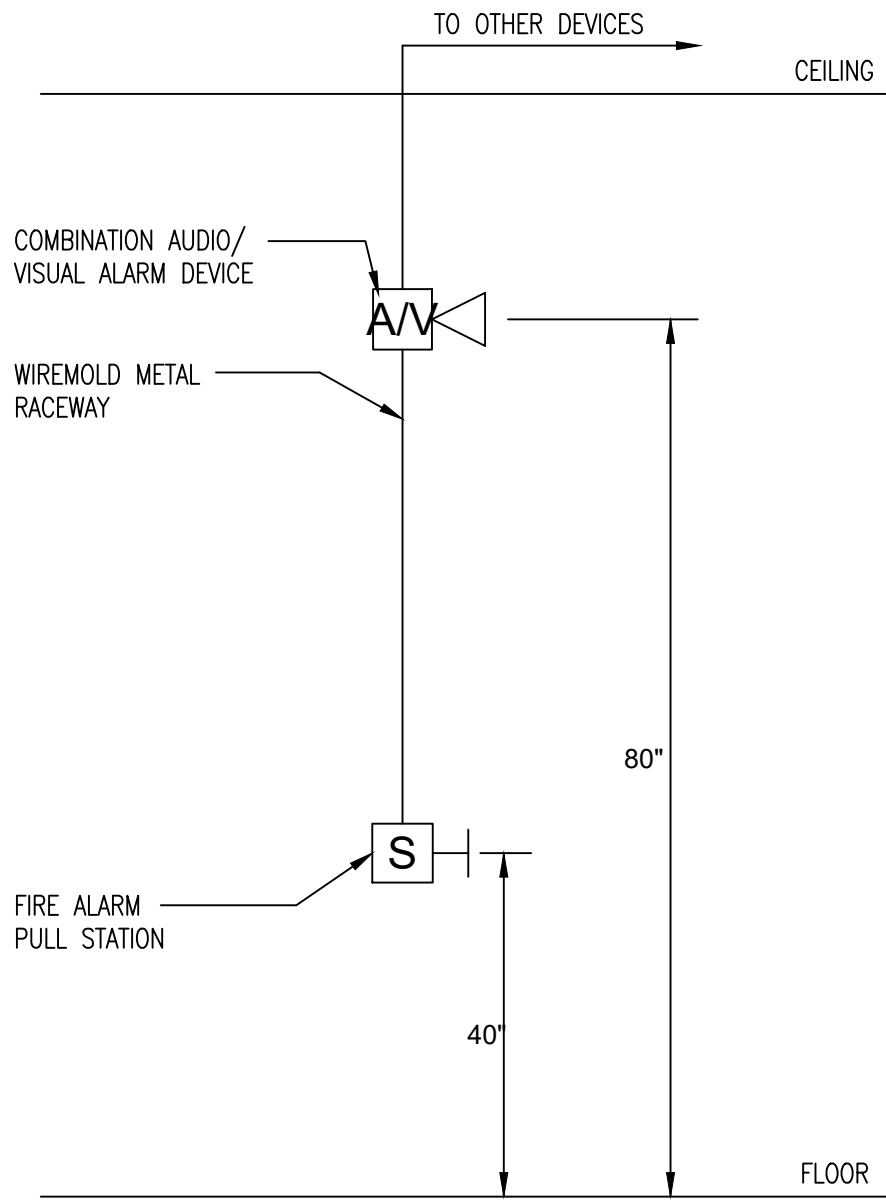 TO OTHER DEVICES
CEILING
COMBINATION AUDIO/
VISUAL ALARM DEVICE
A/V
WIREMOLD METAL
RACEWAY
80"
S
FIRE ALARM
PULL STATION
40"
FLOOR